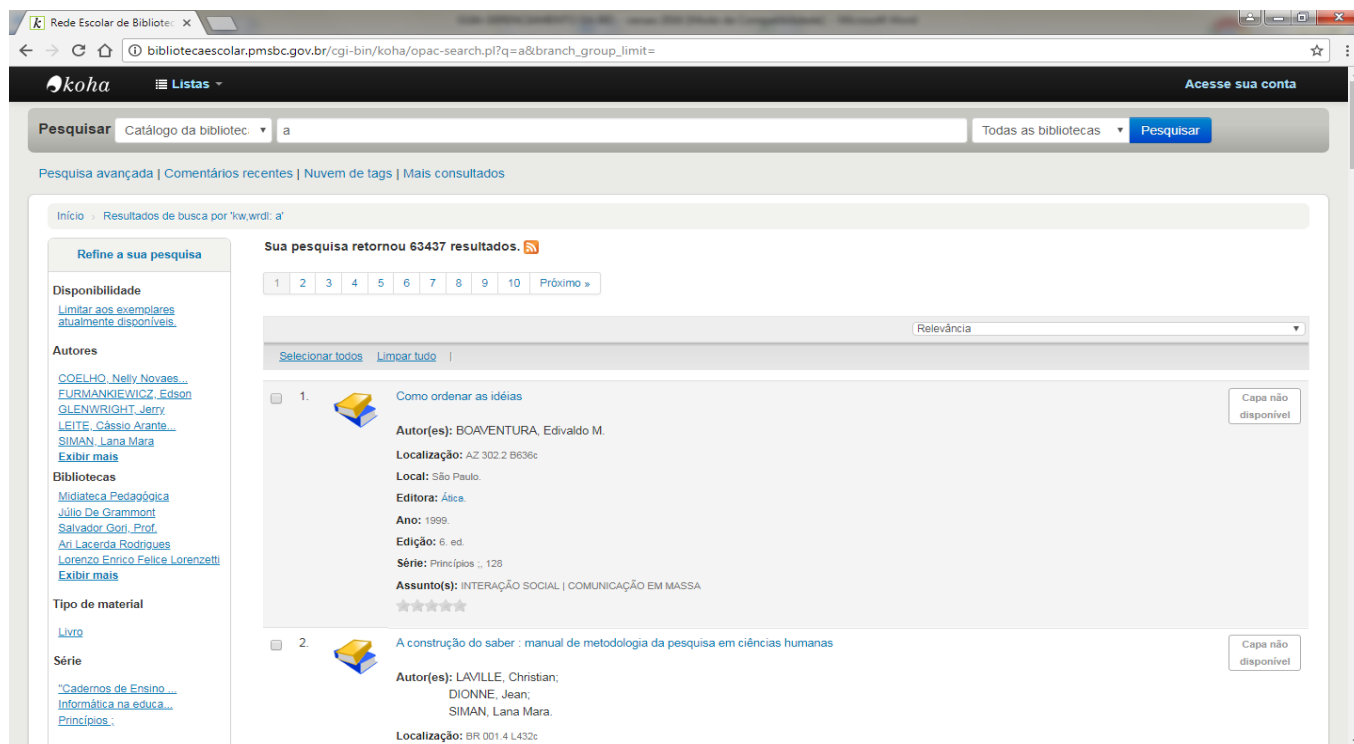 Rede Escolar de Bibliotec
bibliotecaescolar.pmsbc.gov.br/cgi-bin/koha/opac-search.pl?q=a&branch_group_limit=
koha Listas Acesse sua conta
Pesquisar Catálogo da bibliotec a Todas as bibliotecas Pesquisar
Pesquisa avançada | Comentários recentes | Nuvem de tags | Mais consultados
Início › Resultados de busca por 'kw,wrdl: a'
Refine a sua pesquisa
Disponibilidade
Limitar aos exemplares
atualmente disponíveis.
Autores
COELHO, Nelly Novaes...
FURMANKIEWICZ, Edson
GLENWRIGHT, Jerry
LEITE, Cássio Arante...
SIMAN, Lana Mara
Exibir mais
Bibliotecas
Midiateca Pedagógica
Júlio De Grammont
Salvador Gori, Prof.
Ari Lacerda Rodrigues
Lorenzo Enrico Felice Lorenzetti
Exibir mais
Tipo de material
Livro
Série
"Cadernos de Ensino ...
Informática na educa...
Princípios ;
Sua pesquisa retornou 63437 resultados.
1 2 3 4 5 6 7 8 9 10 Próximo »
Relevância
Selecionar todos Limpar tudo |
1. Como ordenar as idéias
Autor(es): BOAVENTURA, Edivaldo M.
Localização: AZ 302.2 B636c
Local: São Paulo.
Editora: Ática.
Ano: 1999.
Edição: 6. ed.
Série: Princípios ;, 128
Assunto(s): INTERAÇÃO SOCIAL | COMUNICAÇÃO EM MASSA
Capa não
disponível
2. A construção do saber : manual de metodologia da pesquisa em ciências humanas
Autor(es): LAVILLE, Christian;
DIONNE, Jean;
SIMAN, Lana Mara.
Localização: BR 001.4 L432c
Capa não
disponível